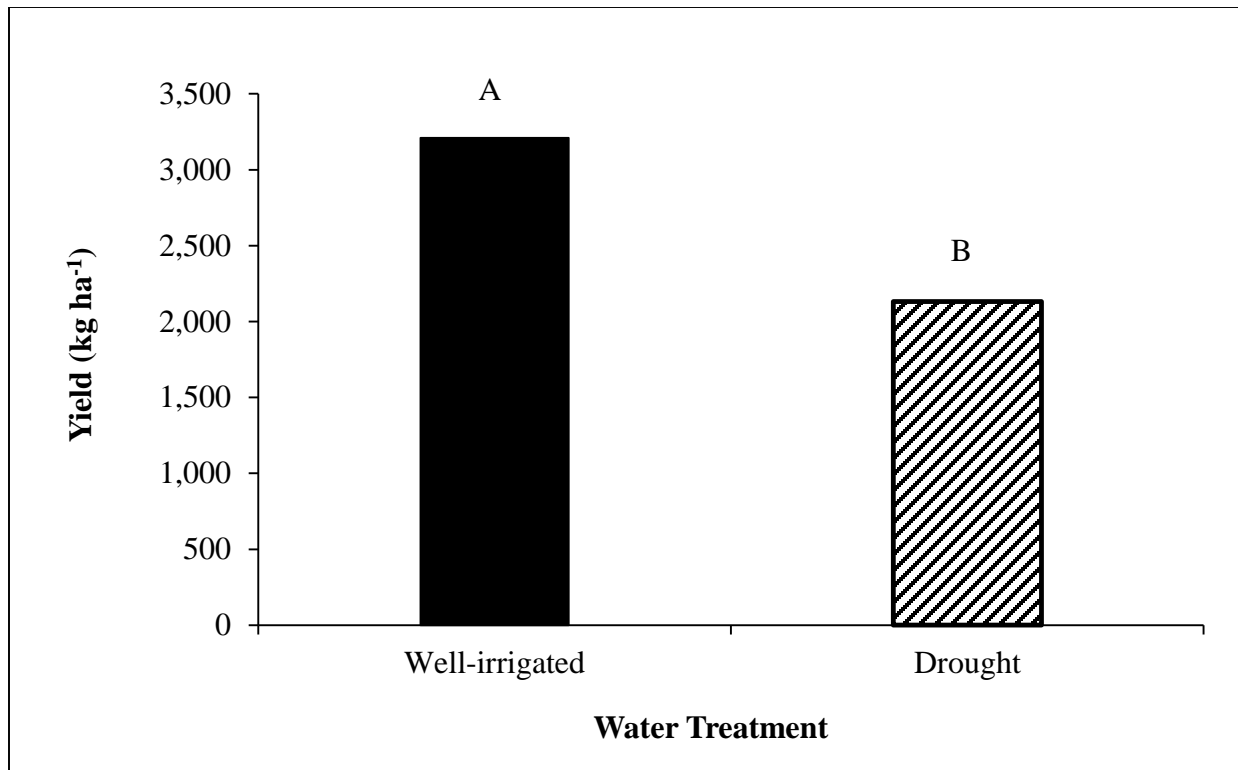 Yield (kg ha-1)
3,500
3,000
2,500
2,000
1,500
1,000
500
0
A
B
Well-irrigated
Drought
Water Treatment